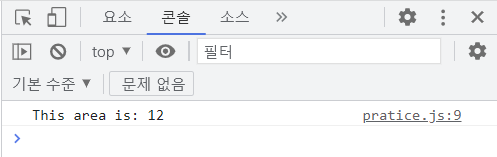 요소 콘솔 소스 »
top ▼ 필터
기본 수준 ▼ 문제 없음
This area is: 12 pratice.js:9
>